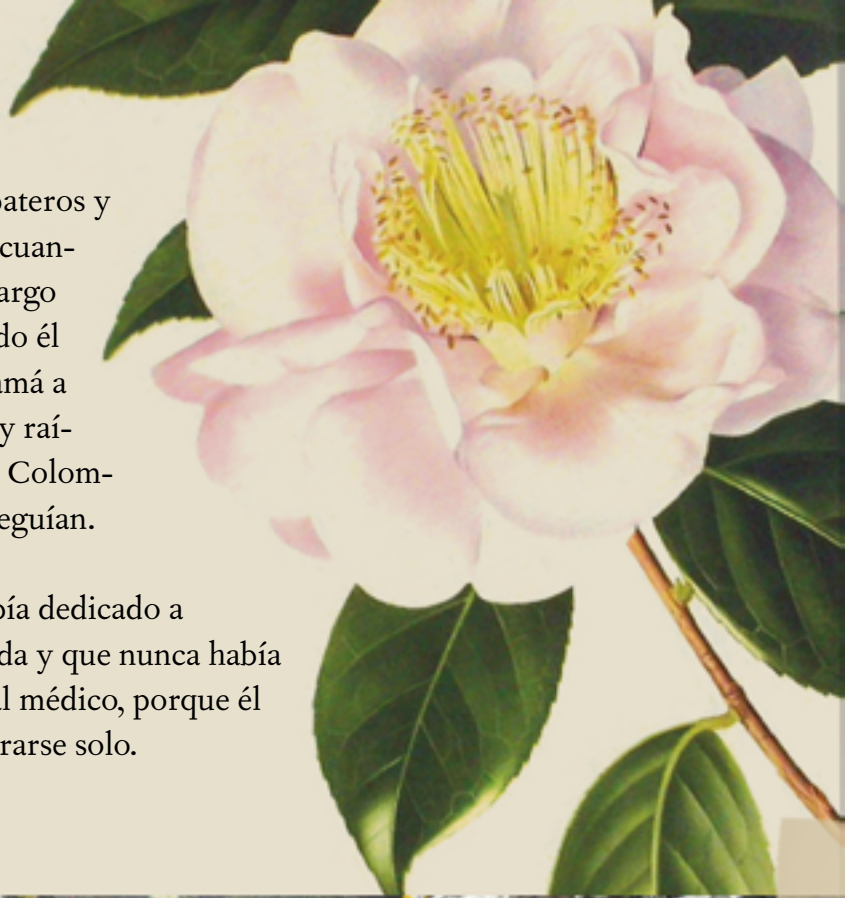 pateros y
cuan-
argo
do él
amá a
y raí-
Colom-
eguían.
bía dedicado a
da y que nunca había
al médico, porque él
rarse solo.